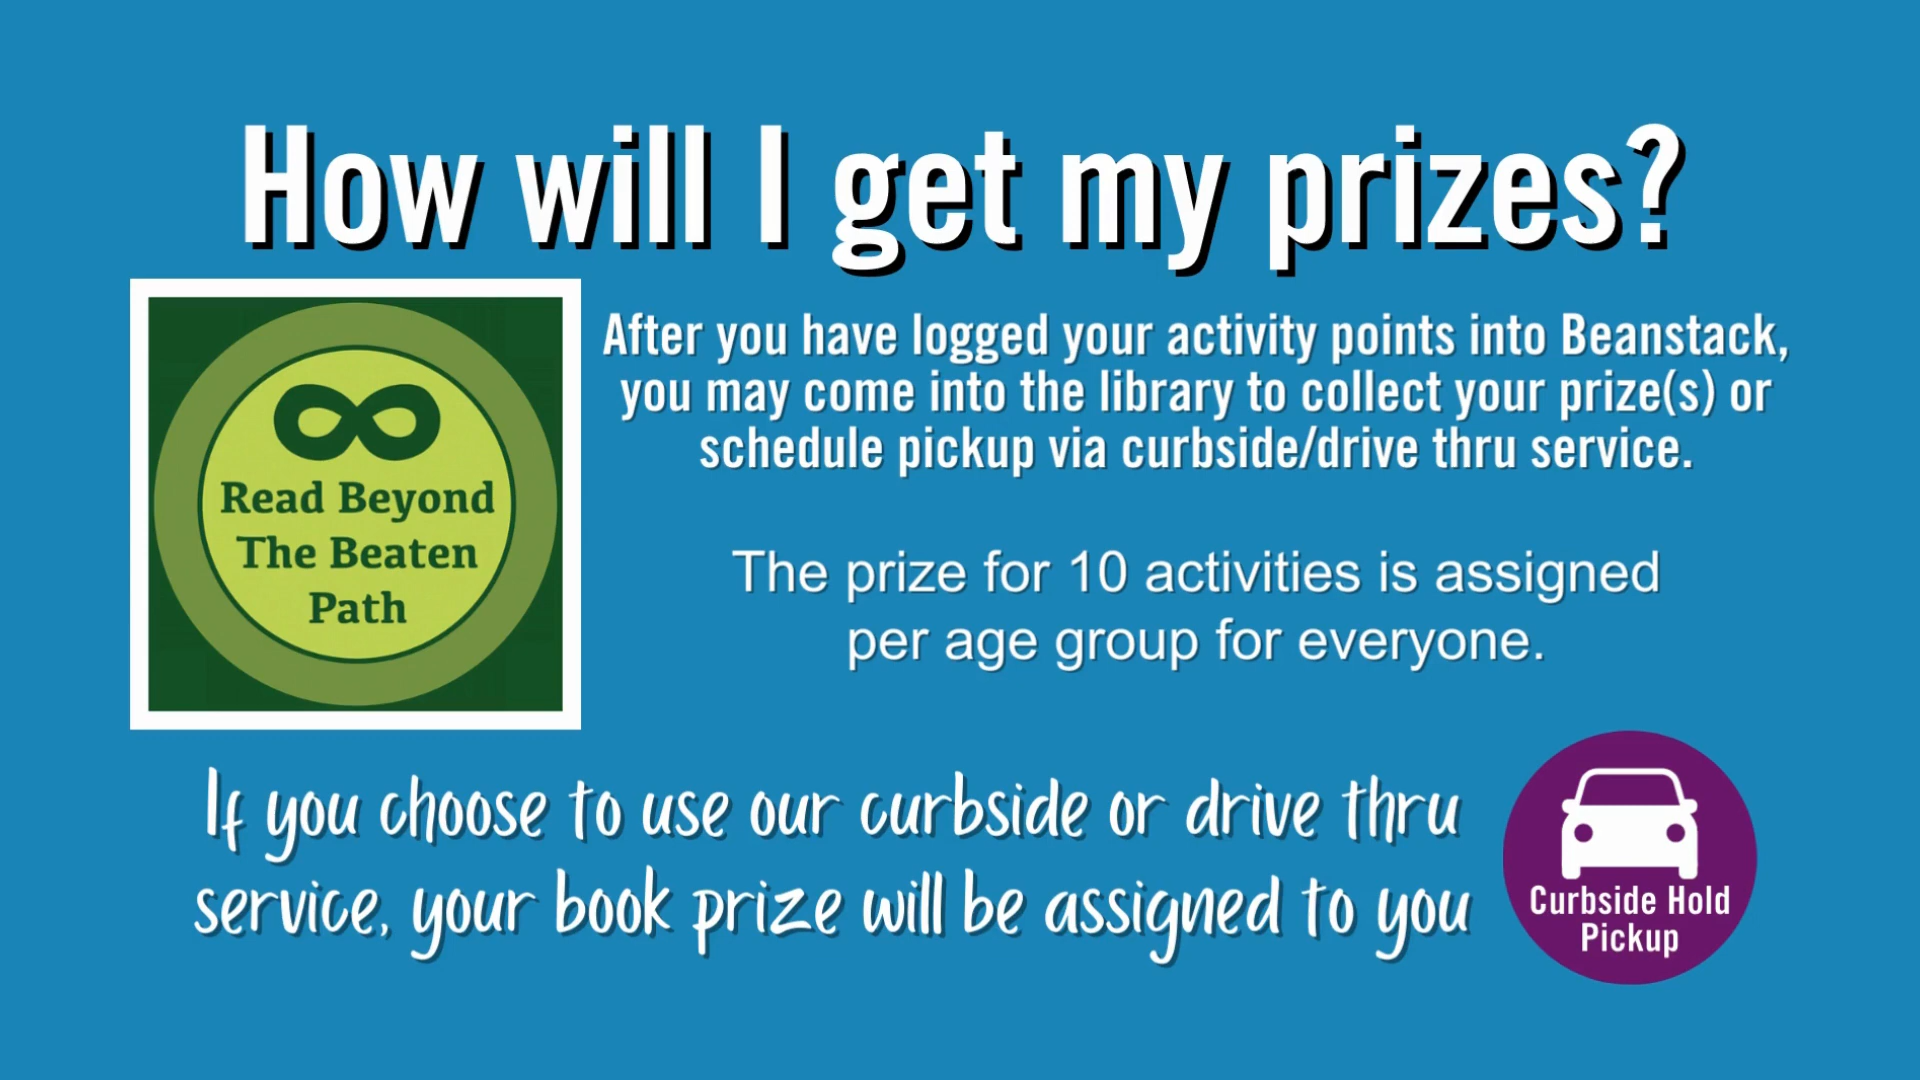 How will I get my prizes?
Read Beyond
The Beaten
Path
After you have logged your activity points into Beanstack,
you may come into the library to collect your prize(s) or
schedule pickup via curbside/drive thru service.
The prize for 10 activities is assigned
per age group for everyone.
If you choose to use our curbside or drive thru
service, your book prize will be assigned to you
Curbside Hold
Pickup